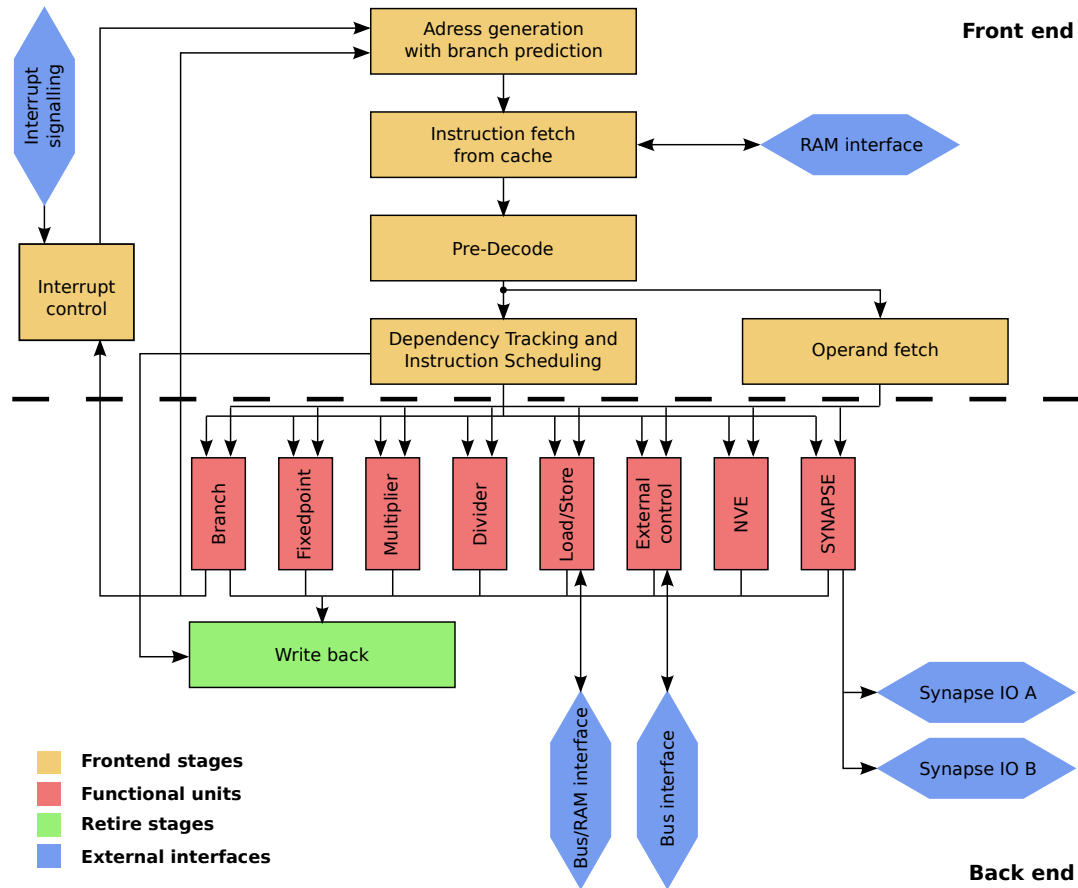 Adress generation
with branch prediction
Front end
Interrupt
signalling
Instruction fetch
from cache
RAM interface
Pre-Decode
Interrupt
control
Dependency Tracking and
Instruction Scheduling
Operand fetch
Branch
Fixedpoint
Multiplier
Divider
Load/Store
External
control
NVE
SYNAPSE
Write back
Bus/RAM interface
Bus interface
Synapse IO A
Synapse IO B
Frontend stages
Functional units
Retire stages
External interfaces
Back end